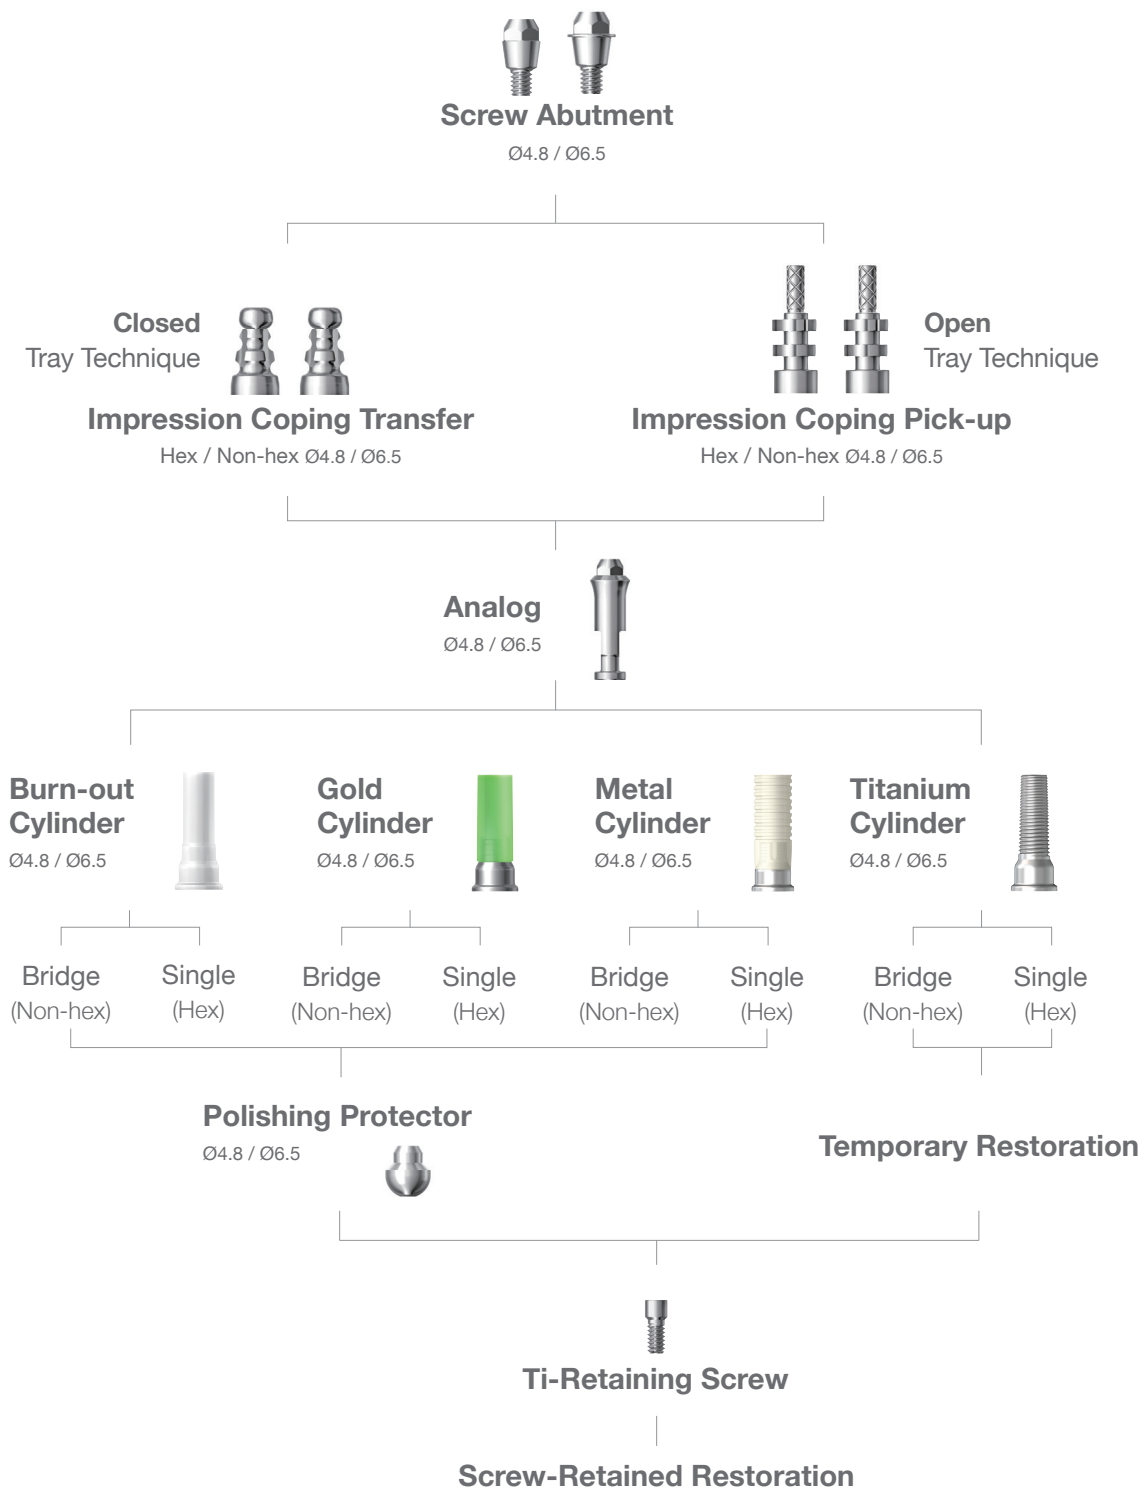 Screw Abutment
Ø4.8 / Ø6.5
Closed
Tray Technique
Impression Coping Transfer
Hex / Non-hex Ø4.8 / Ø6.5
Open
Tray Technique
Impression Coping Pick-up
Hex / Non-hex Ø4.8 / Ø6.5
Analog
Ø4.8 / Ø6.5
Burn-out
Cylinder
Ø4.8 / Ø6.5
Gold
Cylinder
Ø4.8 / Ø6.5
Metal
Cylinder
Ø4.8 / Ø6.5
Titanium
Cylinder
Ø4.8 / Ø6.5
Bridge
(Non-hex)
Single
(Hex)
Bridge
(Non-hex)
Single
(Hex)
Bridge
(Non-hex)
Single
(Hex)
Bridge
(Non-hex)
Single
(Hex)
Polishing Protector
Ø4.8 / Ø6.5
Temporary Restoration
Ti-Retaining Screw
Screw-Retained Restoration